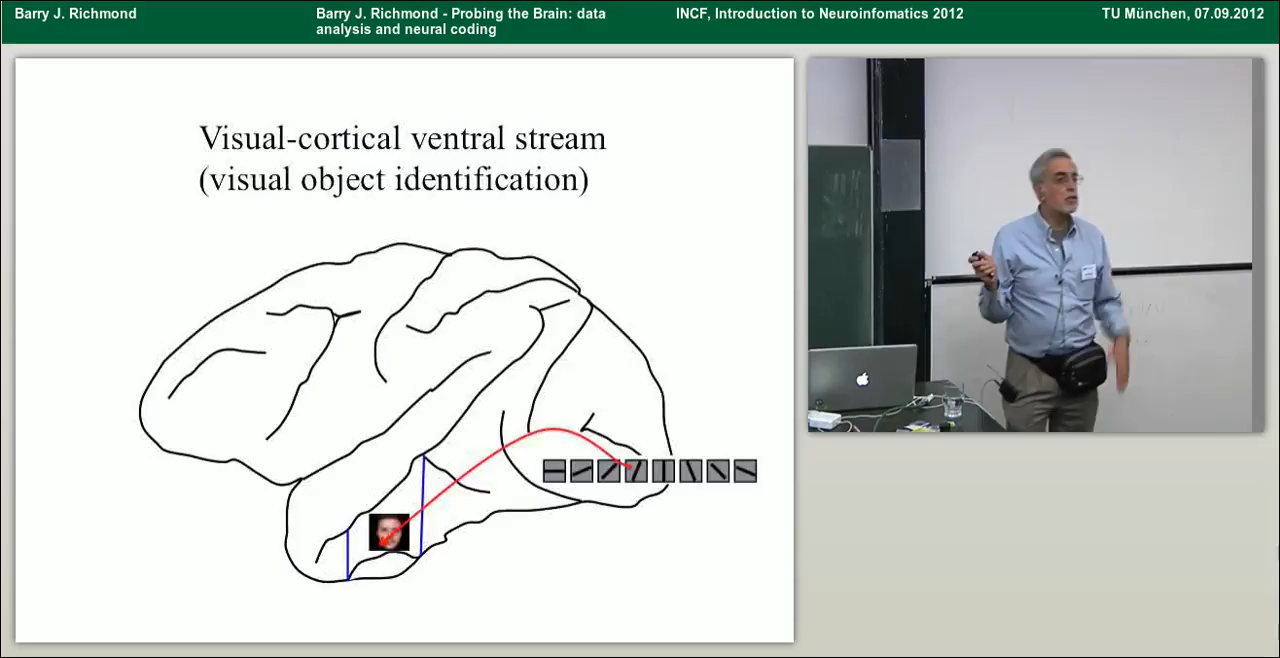 Barry J. Richmond
Barry J. Richmond - Probing the Brain: data
analysis and neural coding
INCF, Introduction to Neuroinfomatics 2012
TU München, 07.09.2012
Visual-cortical ventral stream
(visual object identification)